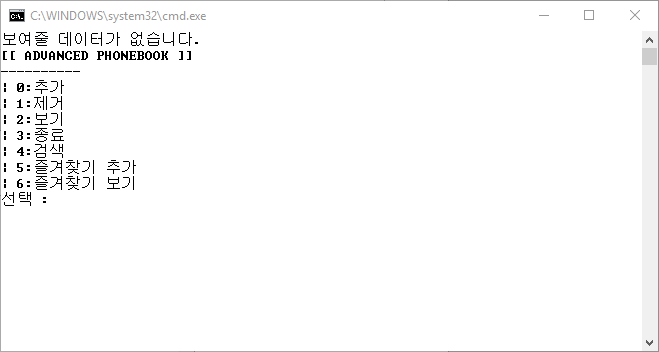 C:\WINDOWS\system32\cmd.exe
보여줄 데이터가 없습니다.
[[ ADVANCED PHONEBOOK ]]
----------
¦ 0:추가
¦ 1:제거
¦ 2:보기
¦ 3:종료
¦ 4:검색
¦ 5:즐겨찾기 추가
¦ 6:즐겨찾기 보기
선택 :